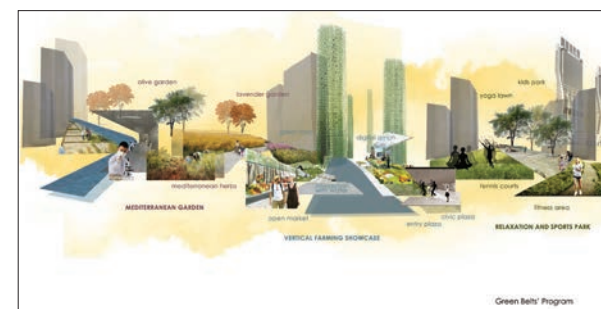 olive garden
lavender garden
kids park
yoga lawn
mediterranean herbs
tennis courts
open market
civic plaza
entry plaza
fitness area
MEDITERRANEAN GARDEN
VERTICAL FARMING SHOWCASE
RELAXATION AND SPORTS PARK
Green Belts' Program